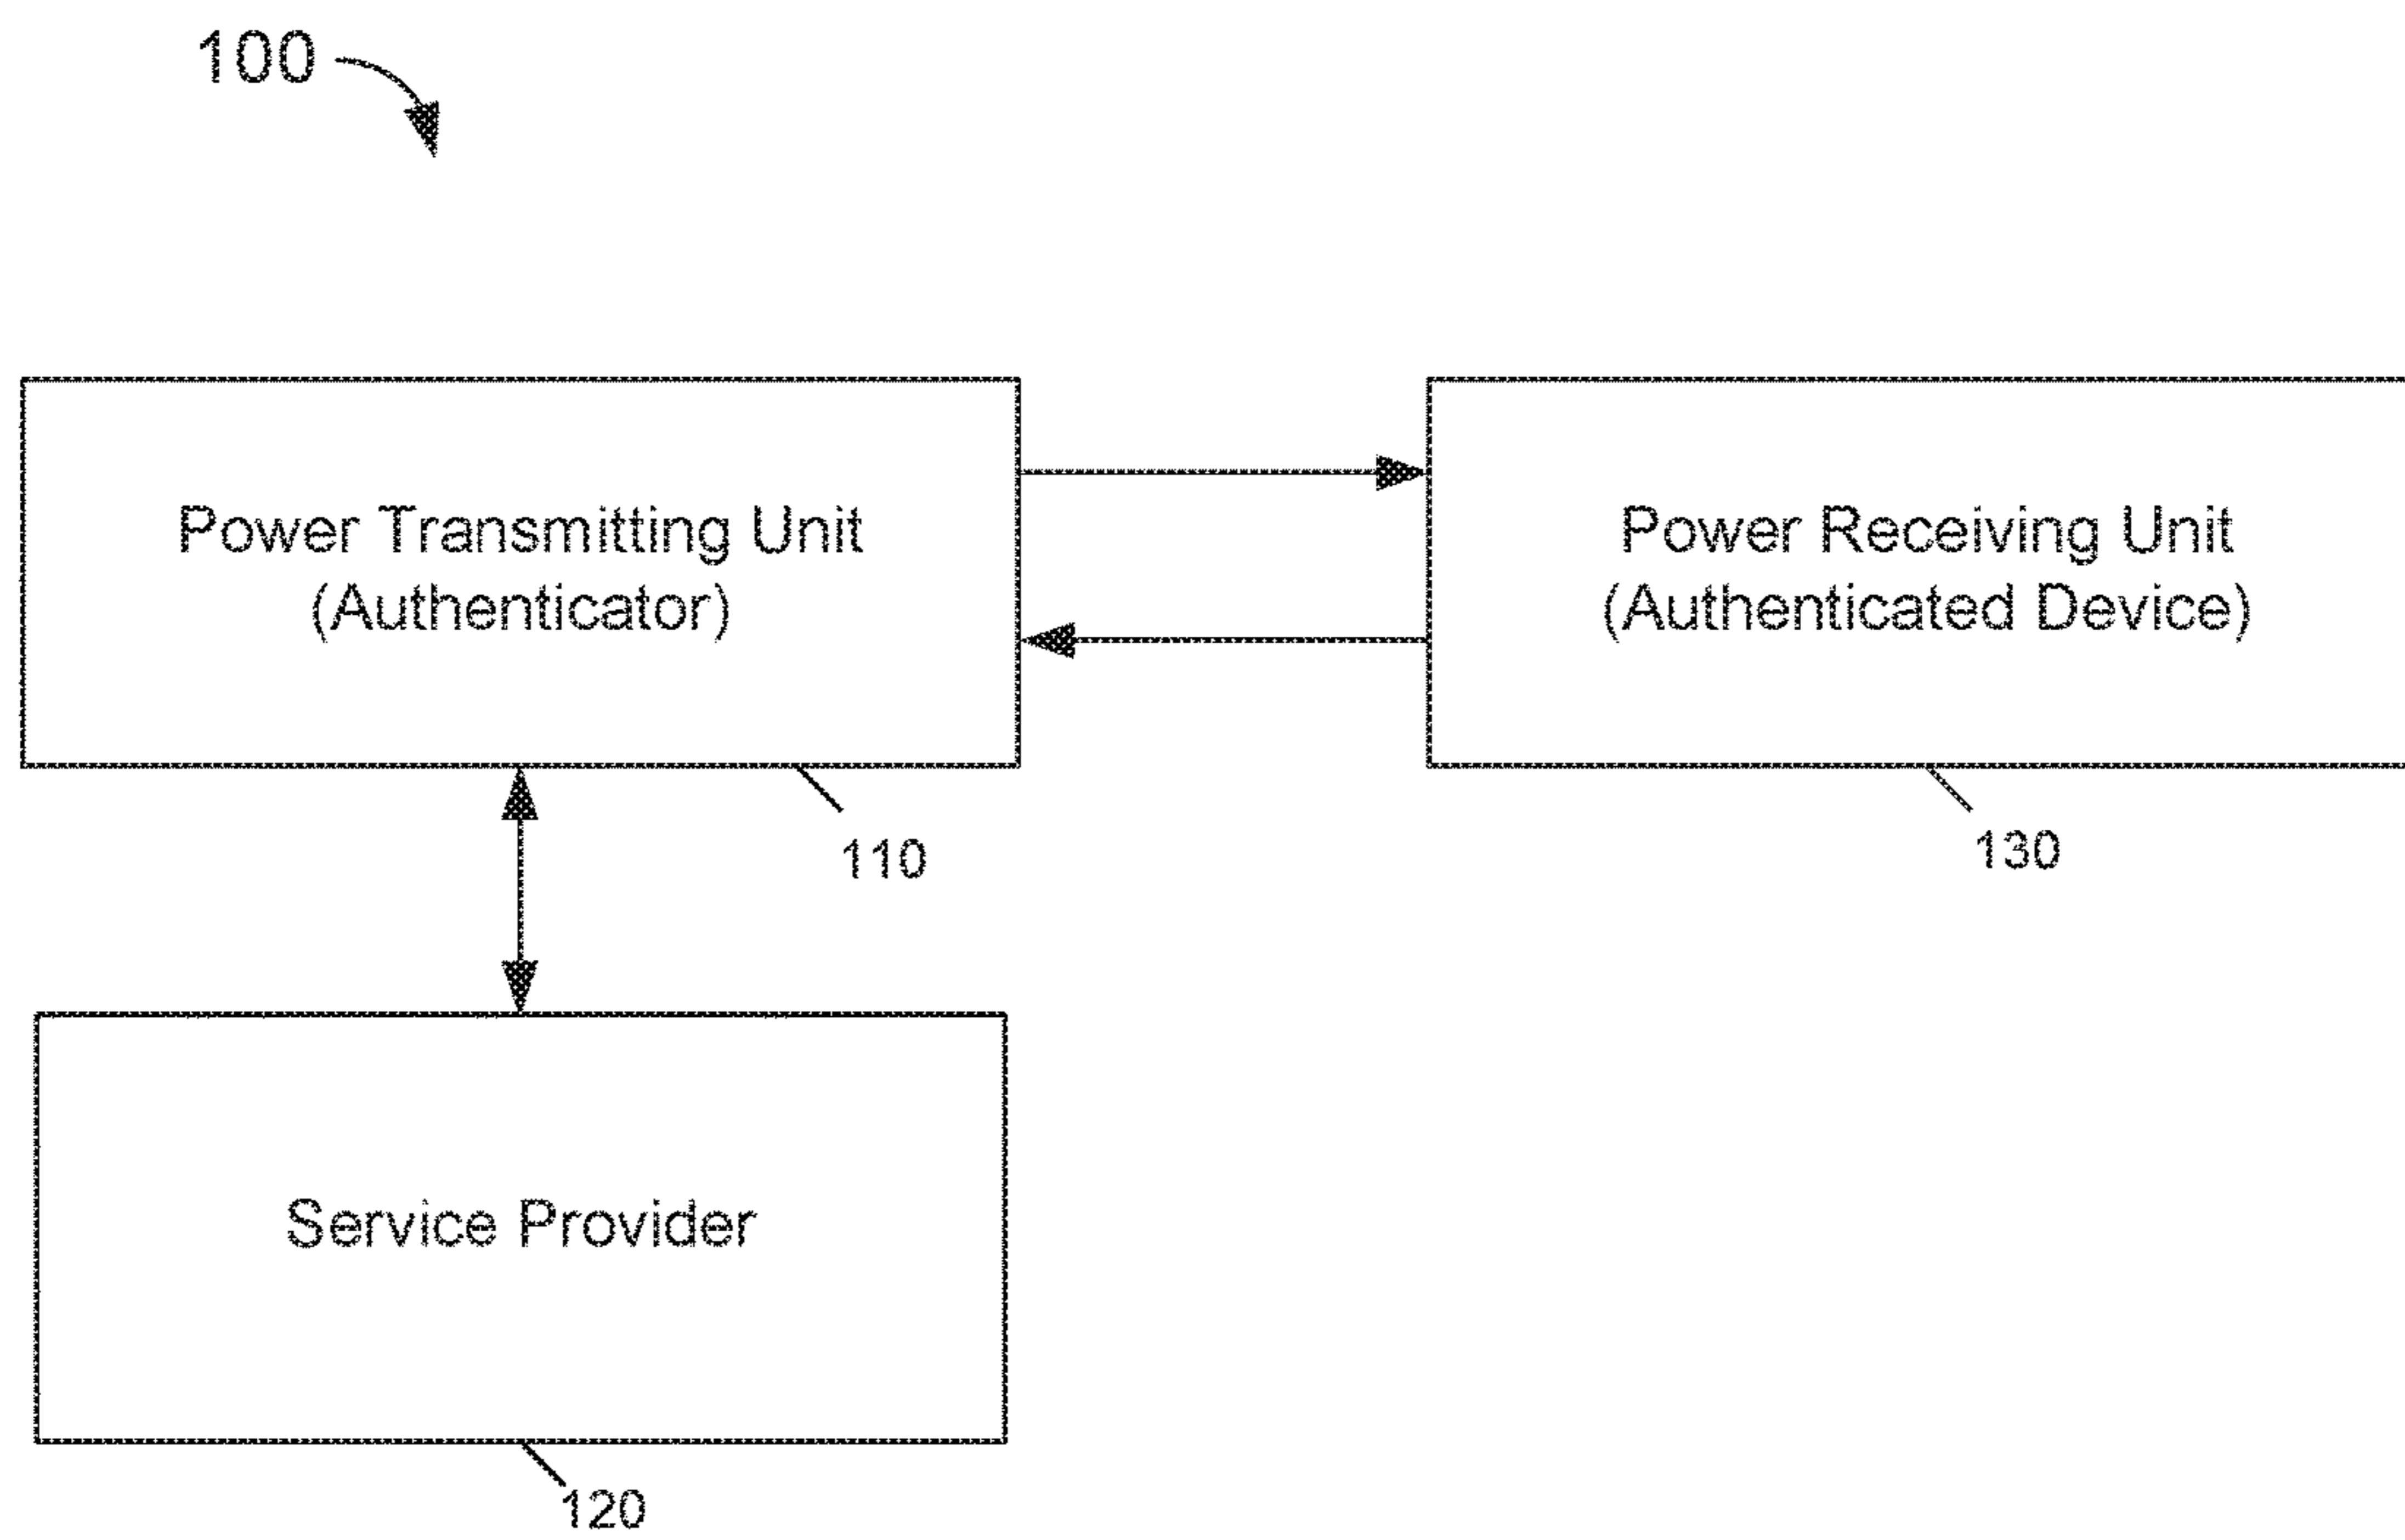 100
Power Transmitting Unit
(Authenticator)
Power Receiving Unit
(Authenticated Device)
110
130
Service Provider
120